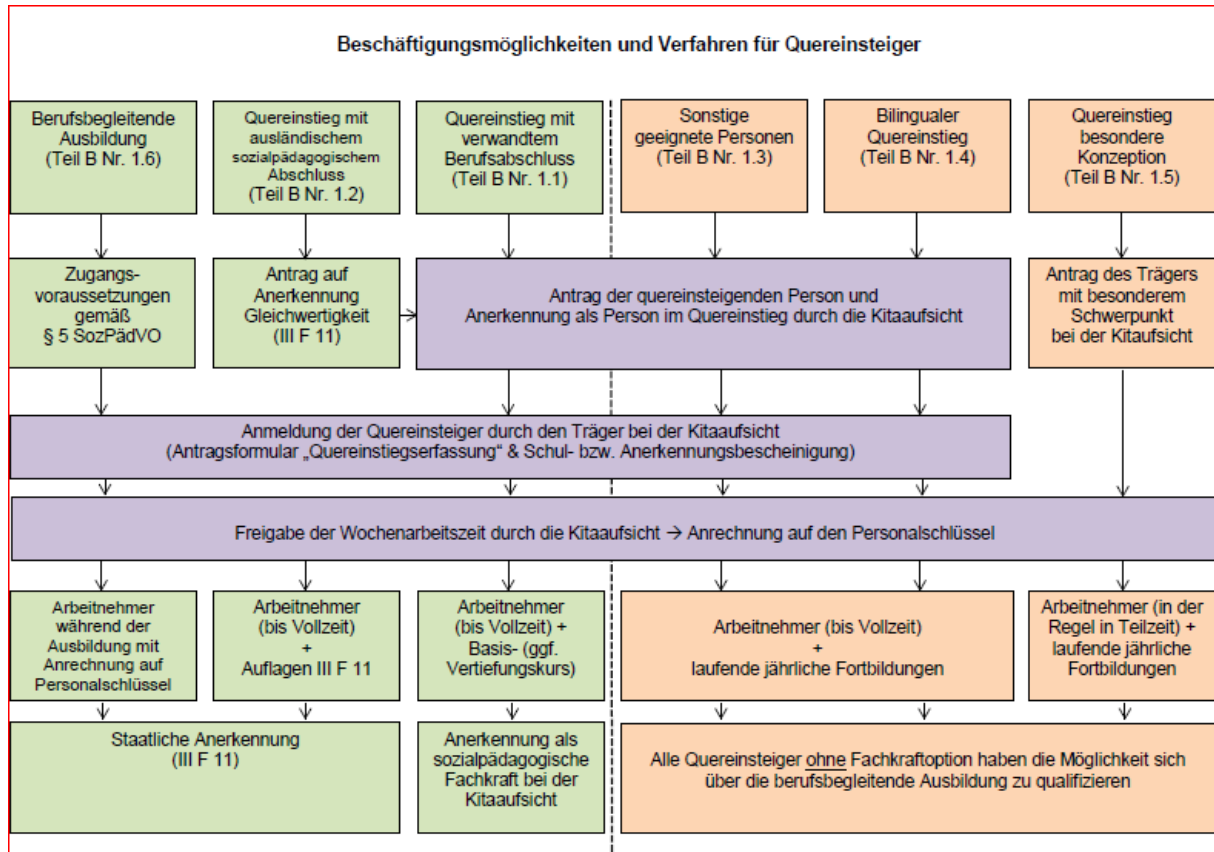 Beschäftigungsmöglichkeiten und Verfahren für Quereinsteiger
Berufsbegleitende
Ausbildung
(Teil B Nr. 1.6)
Quereinstieg mit
ausländischem
sozialpädagogischem
Abschluss
(Teil B Nr. 1.2)
Quereinstieg mit
verwandtem
Berufsabschluss
(Teil B Nr. 1.1)
Sonstige
geeignete Personen
(Teil B Nr. 1.3)
Bilingualer
Quereinstieg
(Teil B Nr. 1.4)
Quereinstieg
besondere
Konzeption
(Teil B Nr. 1.5)
Zugangs-
voraussetzungen
gemäß
§ 5 SozPädVO
Antrag auf
Anerkennung
Gleichwertigkeit
(III F 11)
Antrag der quereinsteigenden Person und
Anerkennung als Person im Quereinstieg durch die Kitaaufsicht
Antrag des Trägers
mit besonderem
Schwerpunkt
bei der Kitaufsicht
Anmeldung der Quereinsteiger durch den Träger bei der Kitaaufsicht
(Antragsformular „Quereinstiegserfassung“ & Schul- bzw. Anerkennungsbescheinigung)
Freigabe der Wochenarbeitszeit durch die Kitaaufsicht → Anrechnung auf den Personalschlüssel
Arbeitnehmer
während der
Ausbildung mit
Anrechnung auf
Personalschlüssel
Arbeitnehmer
(bis Vollzeit)
+
Auflagen III F 11
Arbeitnehmer
(bis Vollzeit) +
Basis- (ggf.
Vertiefungskurs)
Arbeitnehmer (bis Vollzeit)
+
laufende jährliche Fortbildungen
Arbeitnehmer (in der
Regel in Teilzeit) +
laufende jährliche
Fortbildungen
Staatliche Anerkennung
(III F 11)
Anerkennung als
sozialpädagogische
Fachkraft bei der
Kitaaufsicht
Alle Quereinsteiger ohne Fachkraftoption haben die Möglichkeit sich
über die berufsbegleitende Ausbildung zu qualifizieren